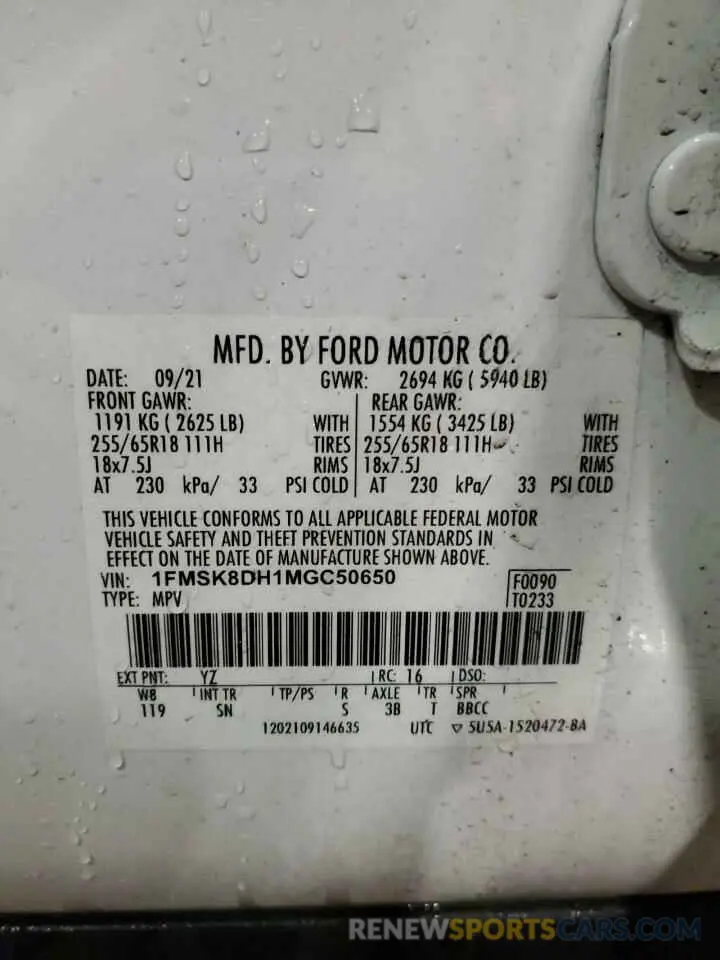 MFD. BY FORD MOTOR CO.
DATE: 09/21 GVWR: 2694 KG ( 5940 LB)
FRONT GAWR: REAR GAWR:
1191 KG ( 2625 LB) WITH 1554 KG ( 3425 LB) WITH
255/65R18 111H TIRES 255/65R18 111H TIRES
18x7.5J RIMS 18x7.5J RIMS
AT 230 kPa/ 33 PSI COLD AT 230 kPa/ 33 PSI COLD
THIS VEHICLE CONFORMS TO ALL APPLICABLE FEDERAL MOTOR
VEHICLE SAFETY AND THEFT PREVENTION STANDARDS IN
EFFECT ON THE DATE OF MANUFACTURE SHOWN ABOVE.
VIN: 1FMSK8DH1MGC50650 F0090
TYPE: MPV T0233
EXT PNT: YZ RC: 16 DSO:
WB INT TR TP/PS R AXLE TR SPR
119 SN S 3B T BBCC
1202109146635 UTC ▽ 5U5A-1520472-BA
RENEWSPORTSCARS.COM